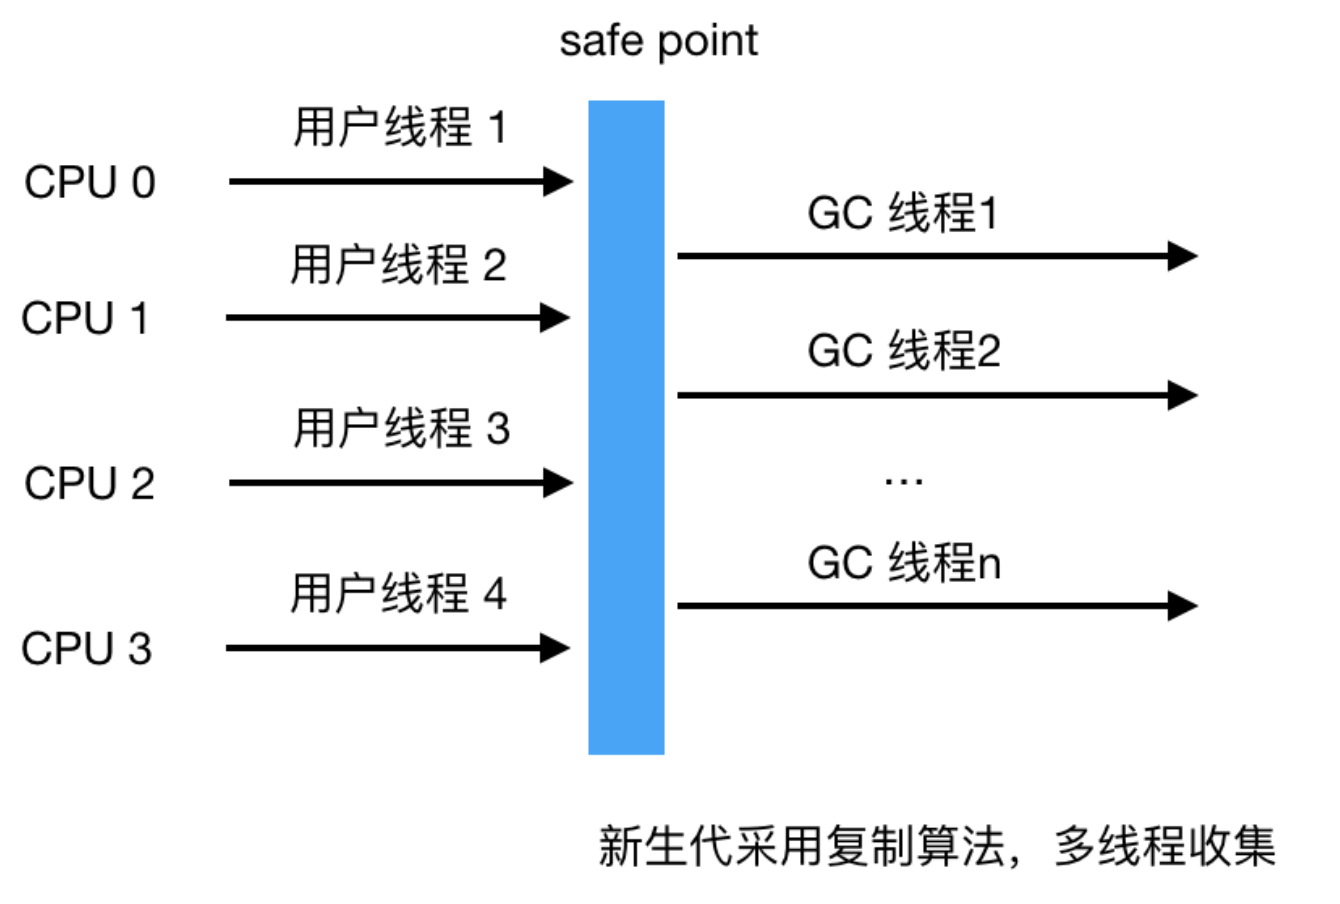 safe point
用户线程 1
CPU 0
GC 线程1
用户线程 2
CPU 1
GC 线程2
用户线程 3
CPU 2
...
GC 线程n
用户线程 4
CPU 3
新生代采用复制算法，多线程收集